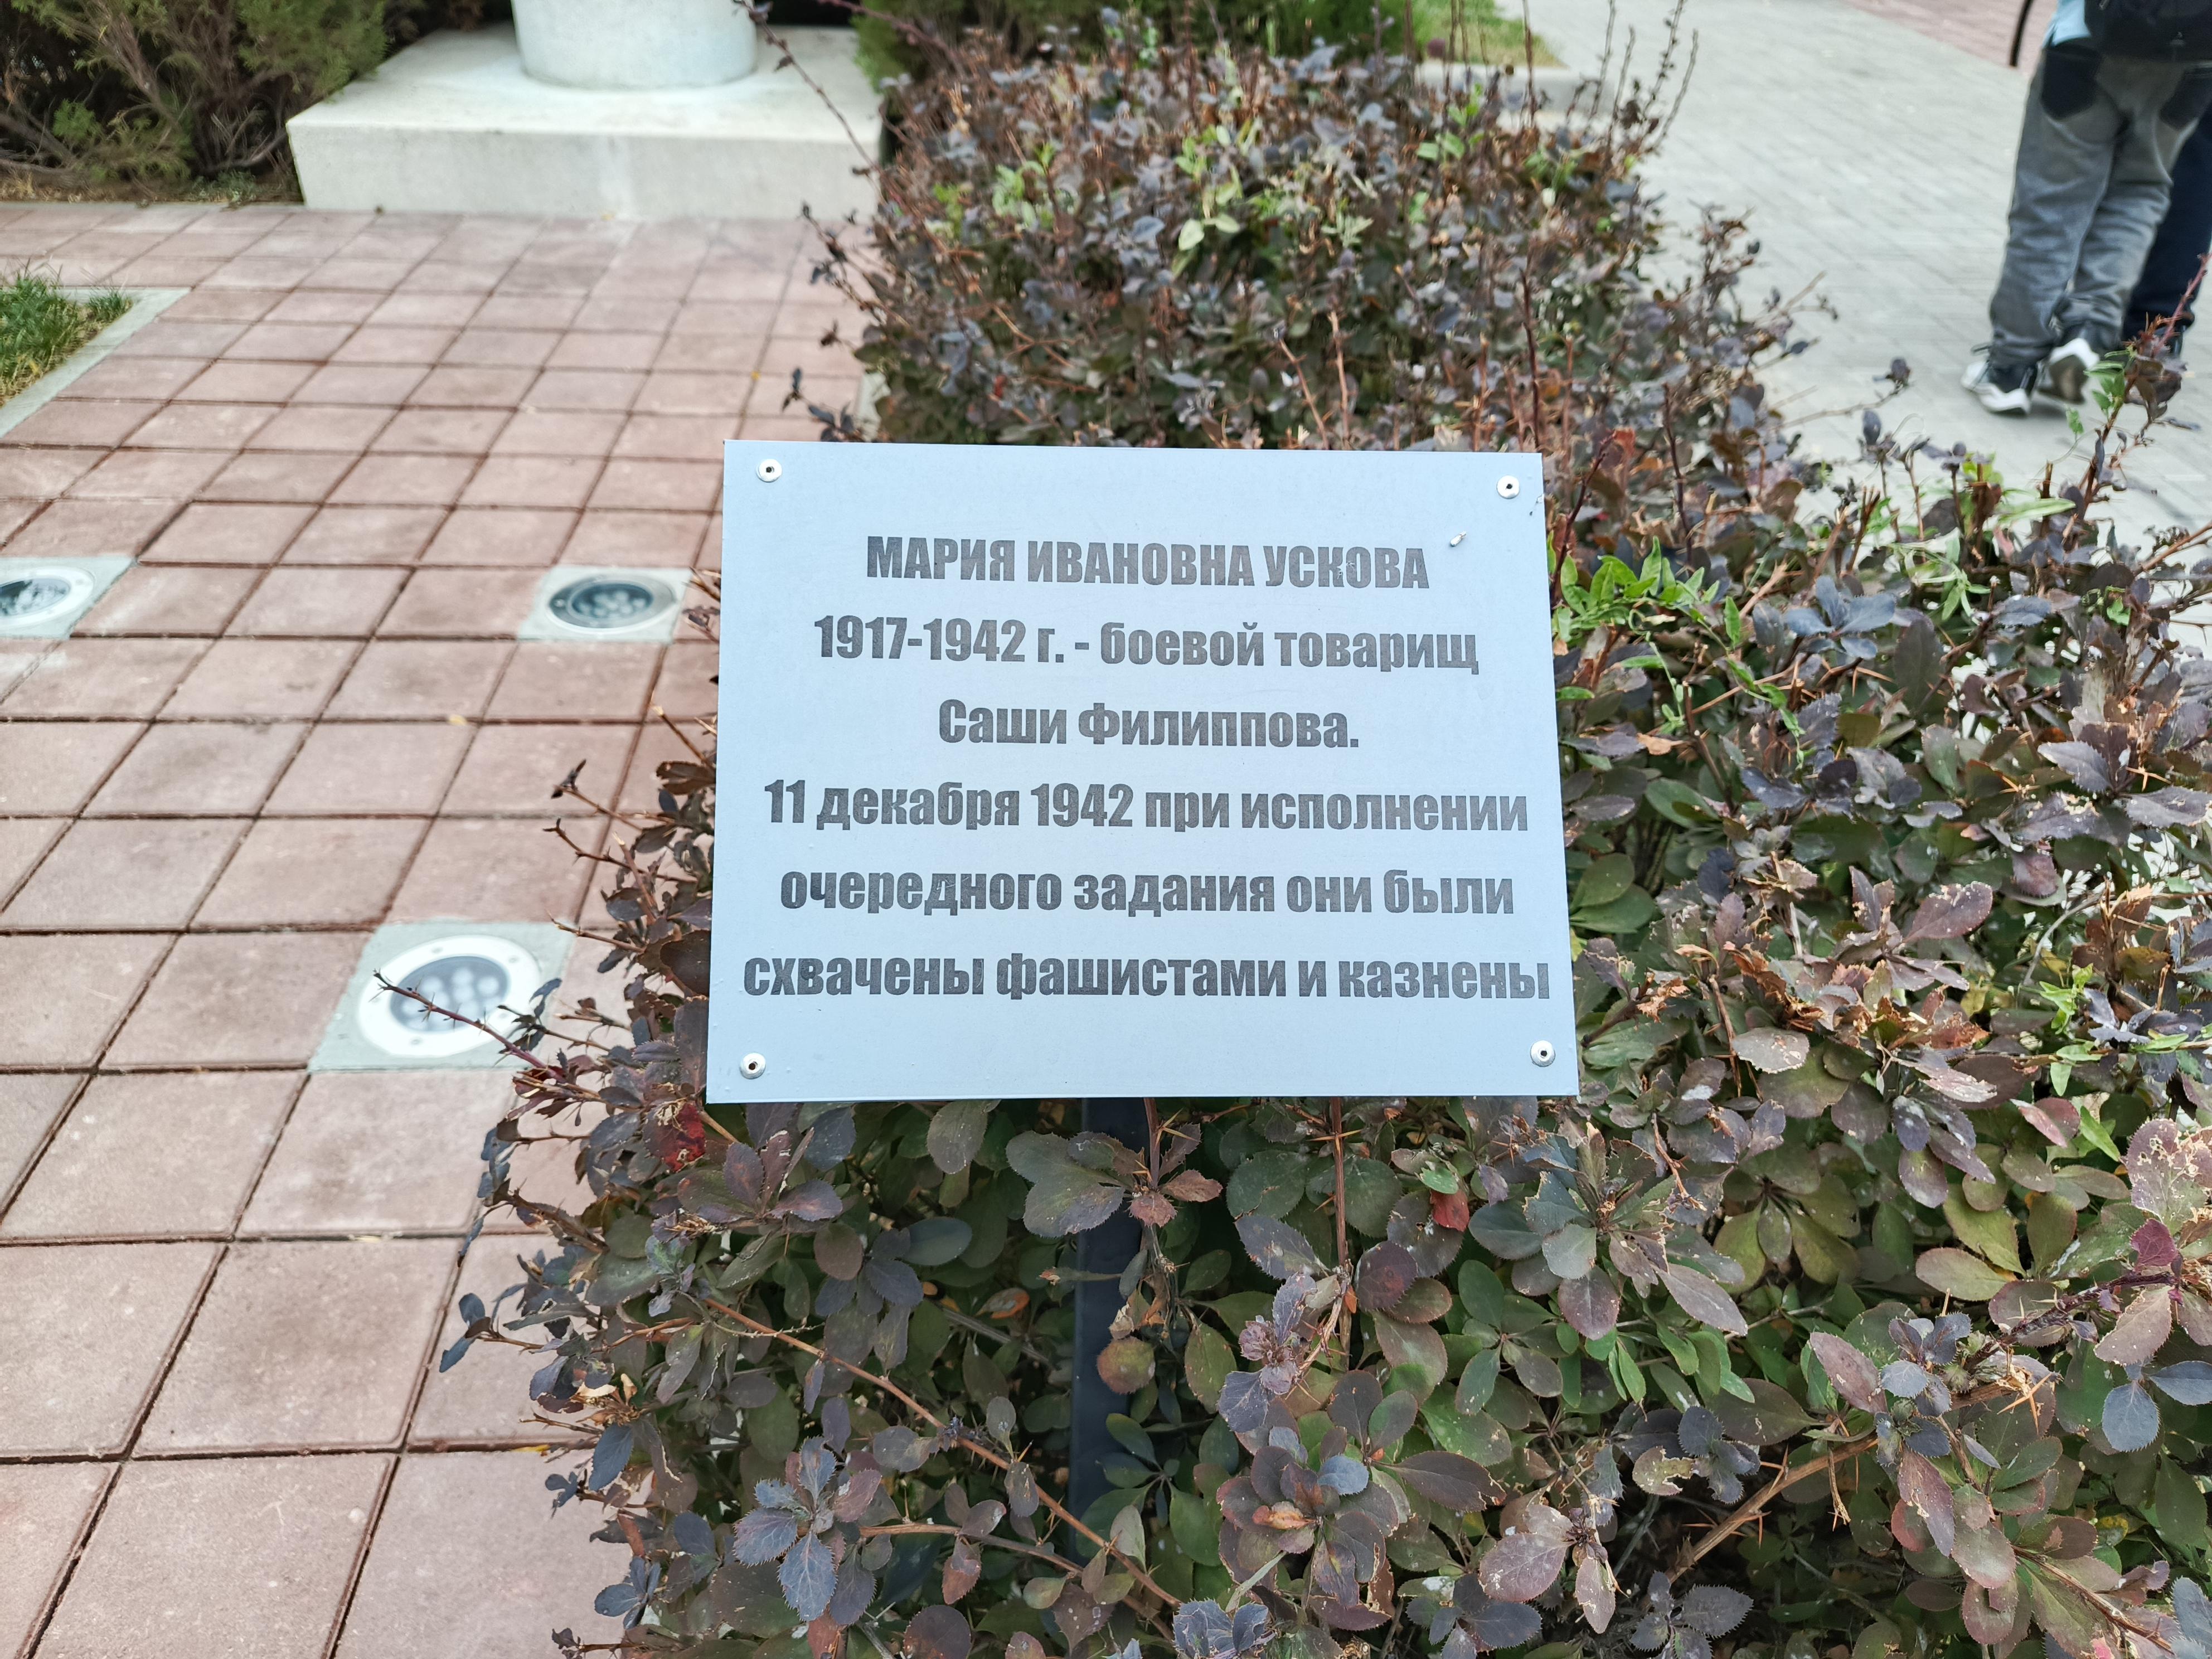 МАРИЯ ИВАНОВНА УСКОВА
1917-1942 г. - боевой товарищ
Саши Филиппова.
11 декабря 1942 при исполнении
очередного задания они были
схвачены фашистами и казнены